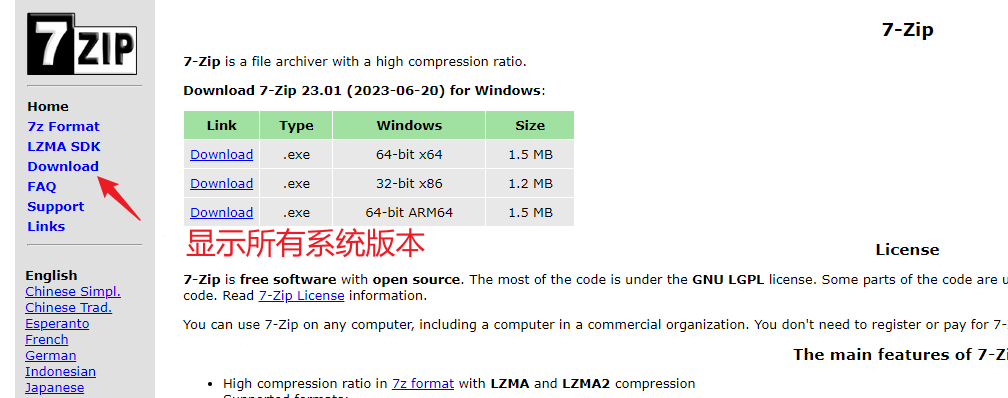 7ZIP
Home
7z Format
LZMA SDK
Download
FAQ
Support
Links
English
Chinese Simpl.
Chinese Trad.
Esperanto
French
German
Indonesian
Japanese
7-Zip
7-Zip is a file archiver with a high compression ratio.
Download 7-Zip 23.01 (2023-06-20) for Windows:
Link Type Windows Size
Download .exe 64-bit x64 1.5 MB
Download .exe 32-bit x86 1.2 MB
Download .exe 64-bit ARM64 1.5 MB
显示所有系统版本
License
7-Zip is free software with open source. The most of the code is under the GNU LGPL license. Some parts of the code are u
code. Read 7-Zip License information.
You can use 7-Zip on any computer, including a computer in a commercial organization. You don't need to register or pay for 7-
The main features of 7-Zi
• High compression ratio in 7z format with LZMA and LZMA2 compression